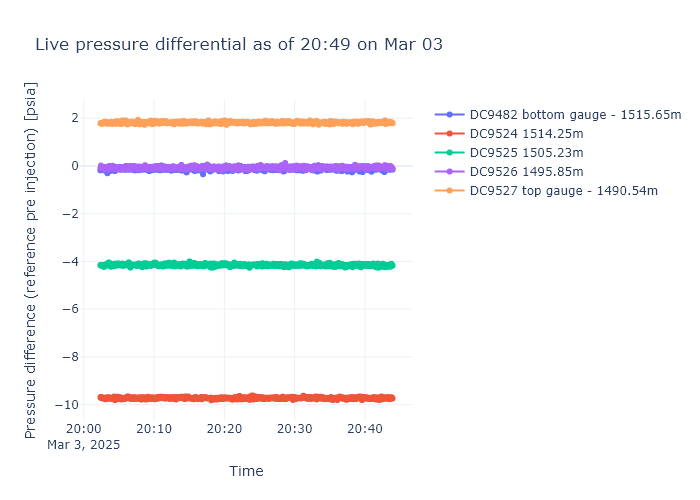 Live pressure differential as of 20:49 on Mar 03
Pressure difference (reference pre injection) [psia]
2
0
−2
−4
−6
−8
−10
20:00
20:10
20:20
20:30
20:40
Mar 3, 2025
Time
DC9482 bottom gauge - 1515.65m
DC9524 1514.25m
DC9525 1505.23m
DC9526 1495.85m
DC9527 top gauge - 1490.54m